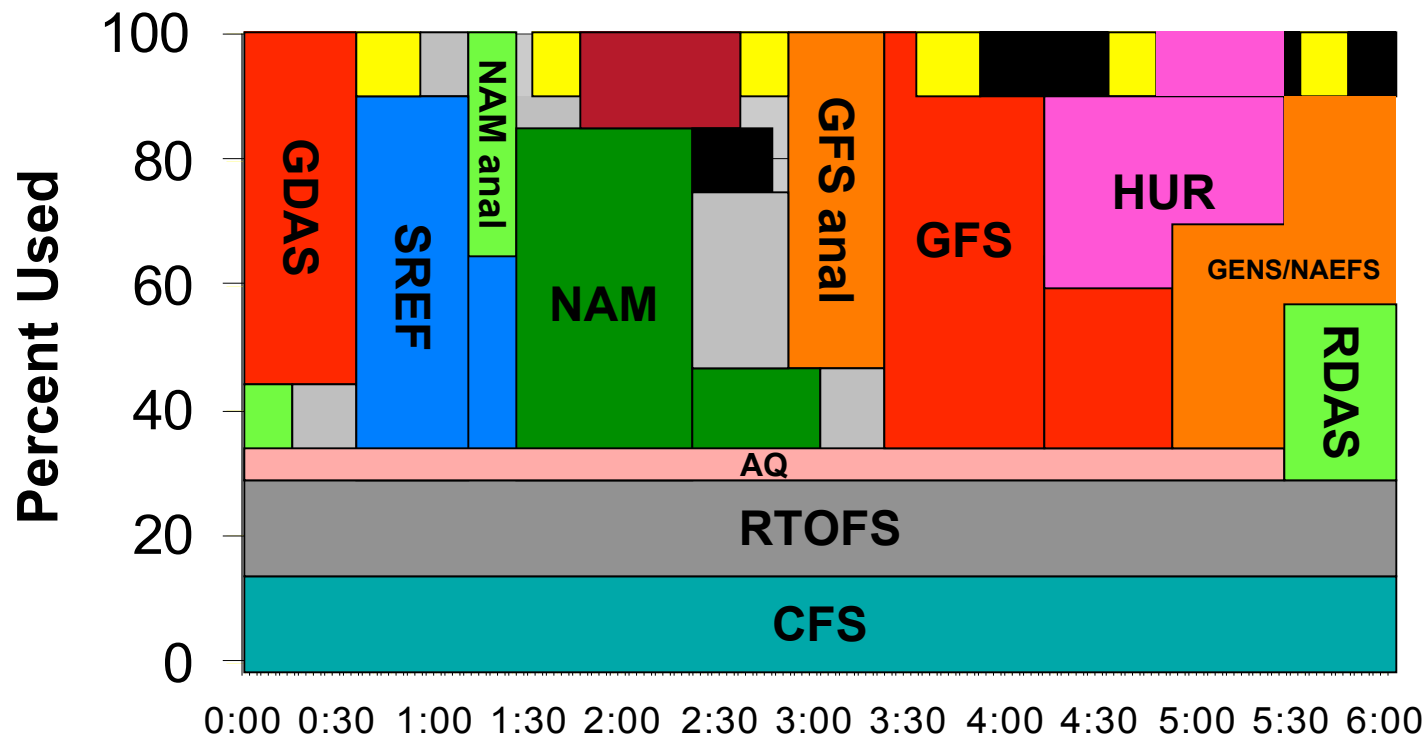 Percent Used
100
80
60
40
20
0
GDAS
SREF
NAM anal
NAM
GFS anal
GFS
HUR
GENS/NAEFS
RDAS
AQ
RTOFS
CFS
0:00 0:30 1:00 1:30 2:00 2:30 3:00 3:30 4:00 4:30 5:00 5:30 6:00